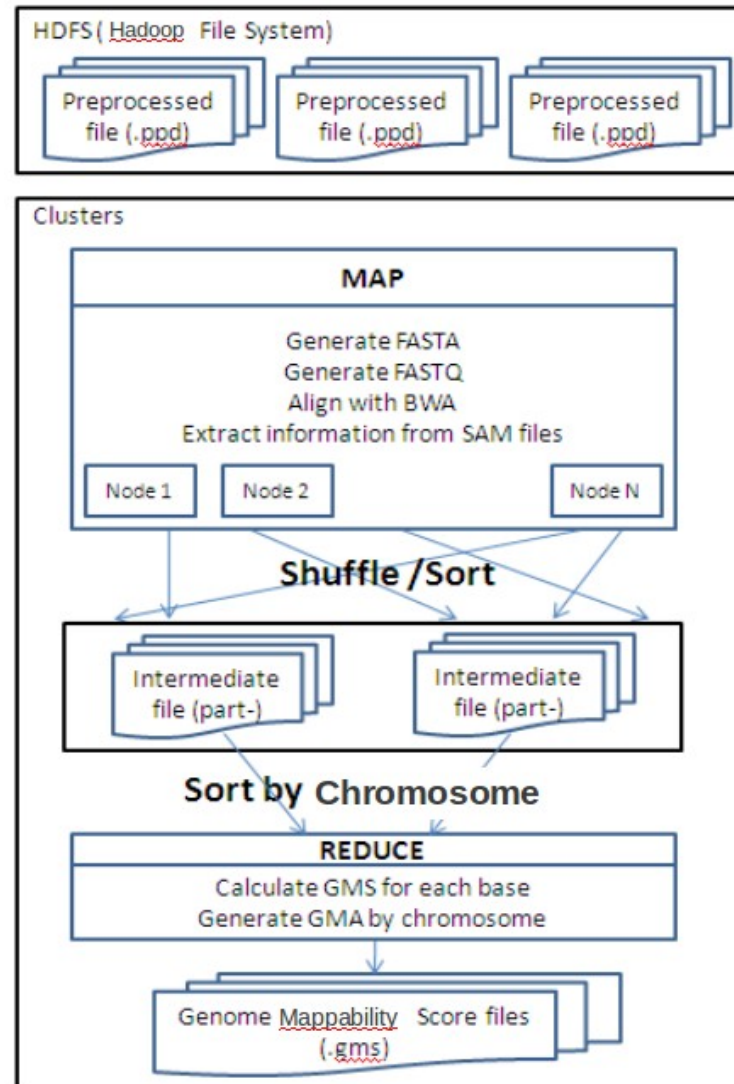 HDFS( Hadoop File System)
Preprocessed
file (.ppd)
Preprocessed
file (.ppd)
Preprocessed
file (.ppd)
Clusters
MAP
Generate FASTA
Generate FASTQ
Align with BWA
Extract information from SAM files
Node 1
Node 2
Node N
Shuffle /Sort
Intermediate
file (part-)
Intermediate
file (part-)
Sort by Chromosome
REDUCE
Calculate GMS for each base
Generate GMA by chromosome
Genome Mappability Score files
(.gms)